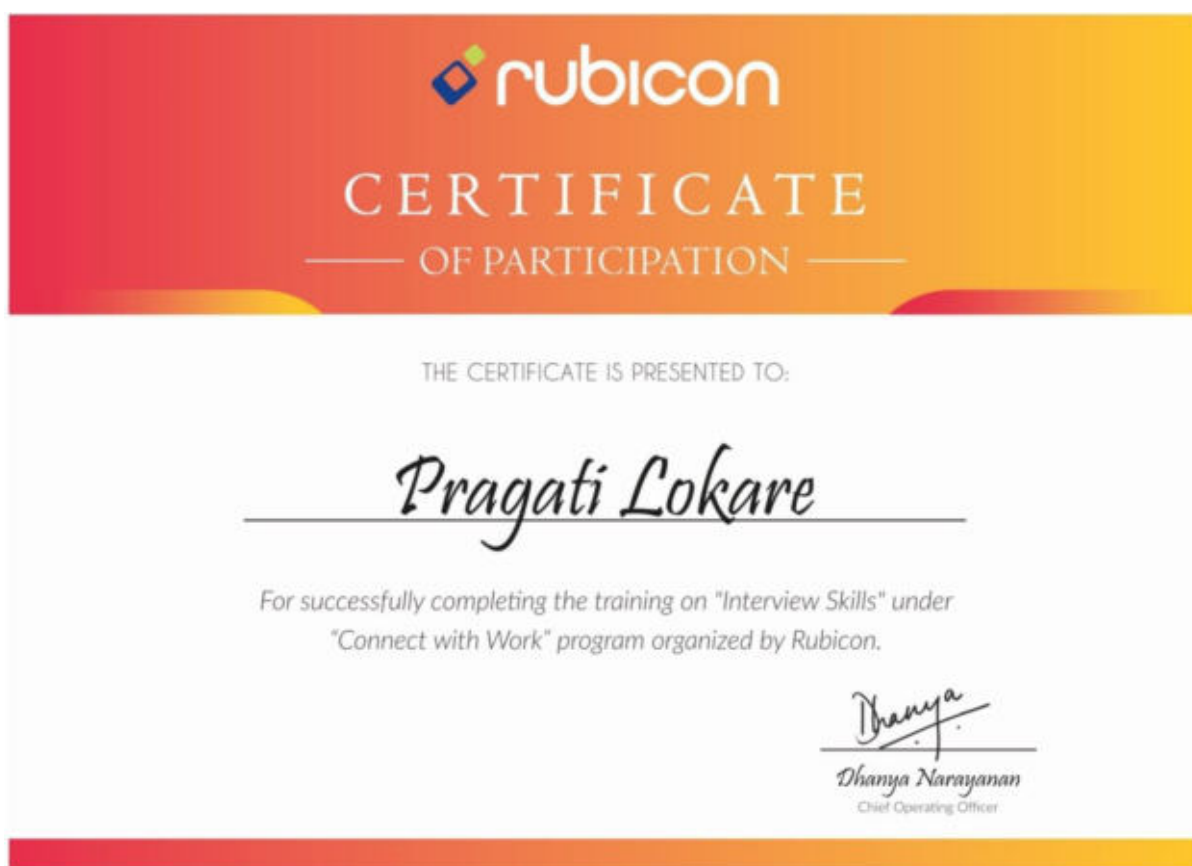 rubicon
CERTIFICATE
OF PARTICIPATION
THE CERTIFICATE IS PRESENTED TO:
Pragati Lokare
For successfully completing the training on "Interview Skills" under
"Connect with Work" program organized by Rubicon.
Dhanya
Dhanya Narayanan
Chief Operating Officer